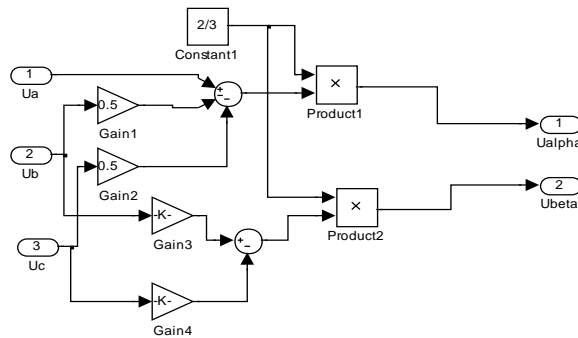 2/3
Constant1
1
Ua
0.5
Gain1
×
Product1
1
Ualpha
2
Ub
0.5
Gain2
×
Product2
2
Ubeta
-K-
Gain3
3
Uc
-K-
Gain4